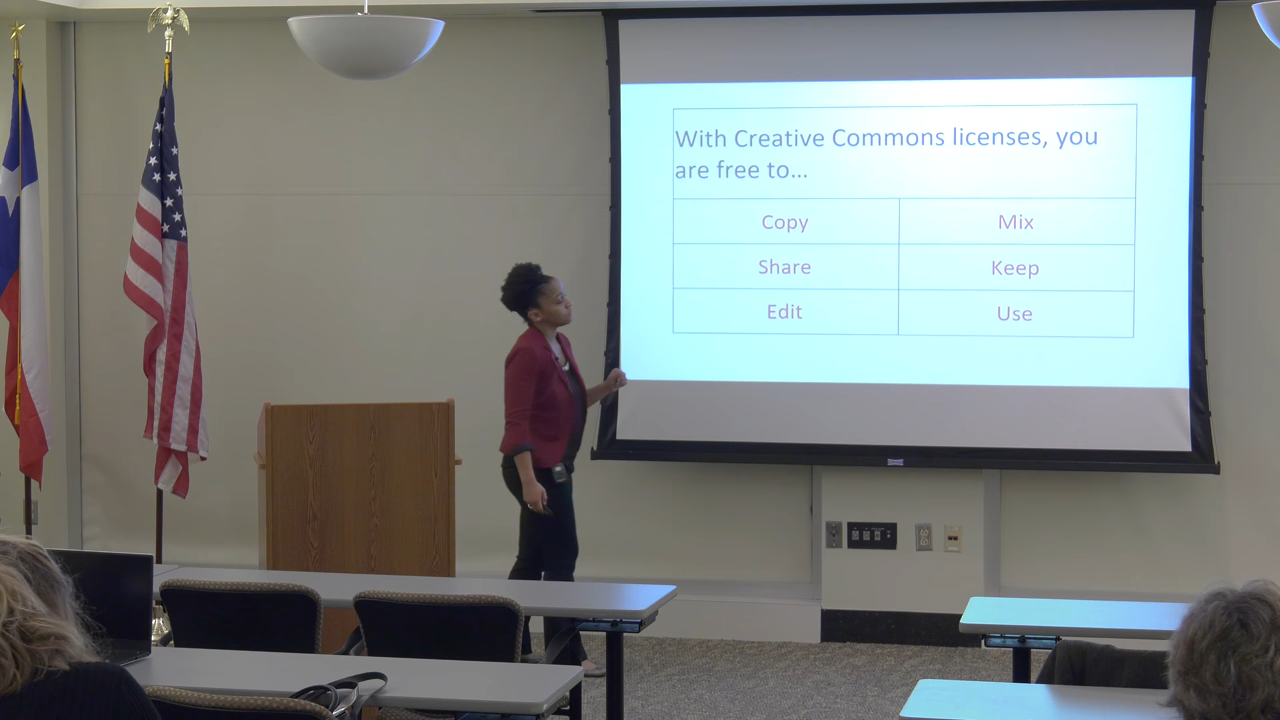 With Creative Commons licenses, you
are free to...
Copy Mix
Share Keep
Edit Use